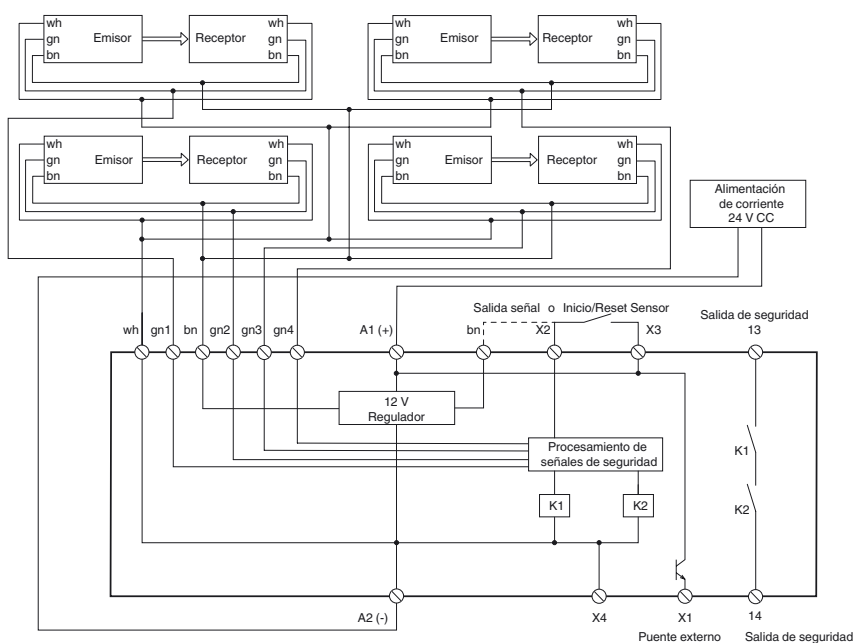 wh
gn
bn
Emisor
Receptor
wh
gn
bn
wh
gn
bn
Emisor
Receptor
wh
gn
bn
wh
gn
bn
Emisor
Receptor
wh
gn
bn
wh
gn
bn
Emisor
Receptor
wh
gn
bn
Alimentación
de corriente
24 V CC
Salida señal o Inicio/Reset Sensor
Salida de seguridad
wh
gn1
bn
gn2
gn3
gn4
A1 (+)
bn
X2
X3
13
12 V
Regulador
Procesamiento de
señales de seguridad
K1
K2
K1
K2
A2 (-)
X4
X1
14
Puente externo
Salida de seguridad